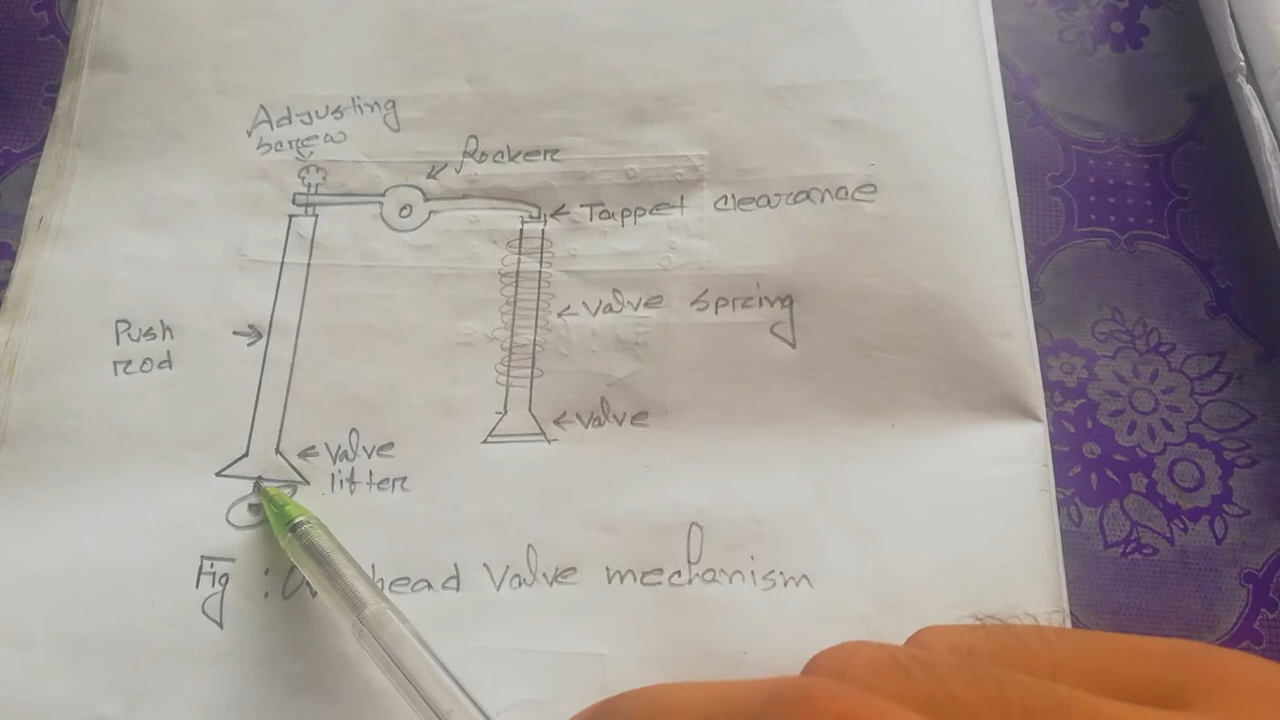 Adjusting
screw
Rocker
← Tappet clearance
Push
rod →
← valve spring
← valve
← valve
lifter
Fig : head valve mechanism